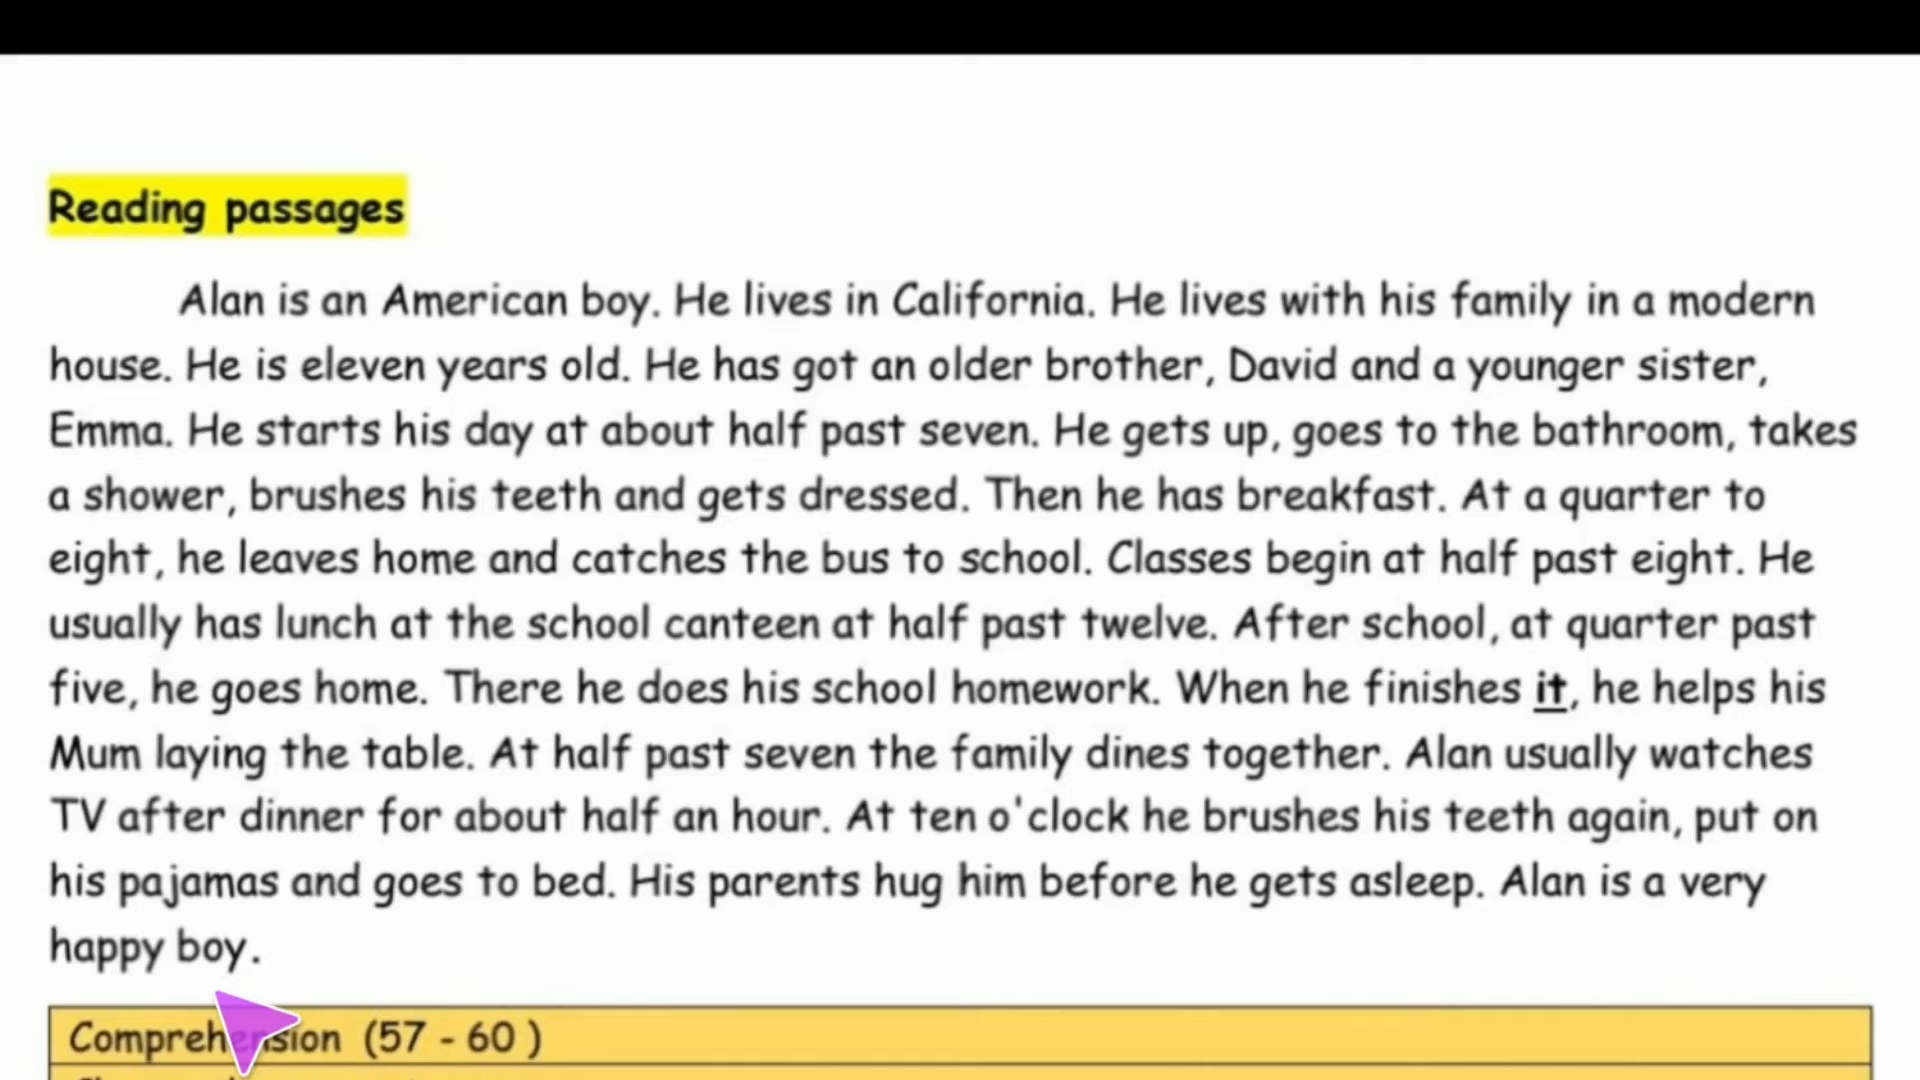 Reading passages
Alan is an American boy. He lives in California. He lives with his family in a modern
house. He is eleven years old. He has got an older brother, David and a younger sister,
Emma. He starts his day at about half past seven. He gets up, goes to the bathroom, takes
a shower, brushes his teeth and gets dressed. Then he has breakfast. At a quarter to
eight, he leaves home and catches the bus to school. Classes begin at half past eight. He
usually has lunch at the school canteen at half past twelve. After school, at quarter past
five, he goes home. There he does his school homework. When he finishes it, he helps his
Mum laying the table. At half past seven the family dines together. Alan usually watches
TV after dinner for about half an hour. At ten o'clock he brushes his teeth again, put on
his pajamas and goes to bed. His parents hug him before he gets asleep. Alan is a very
happy boy.
Comprehension (57 - 60 )